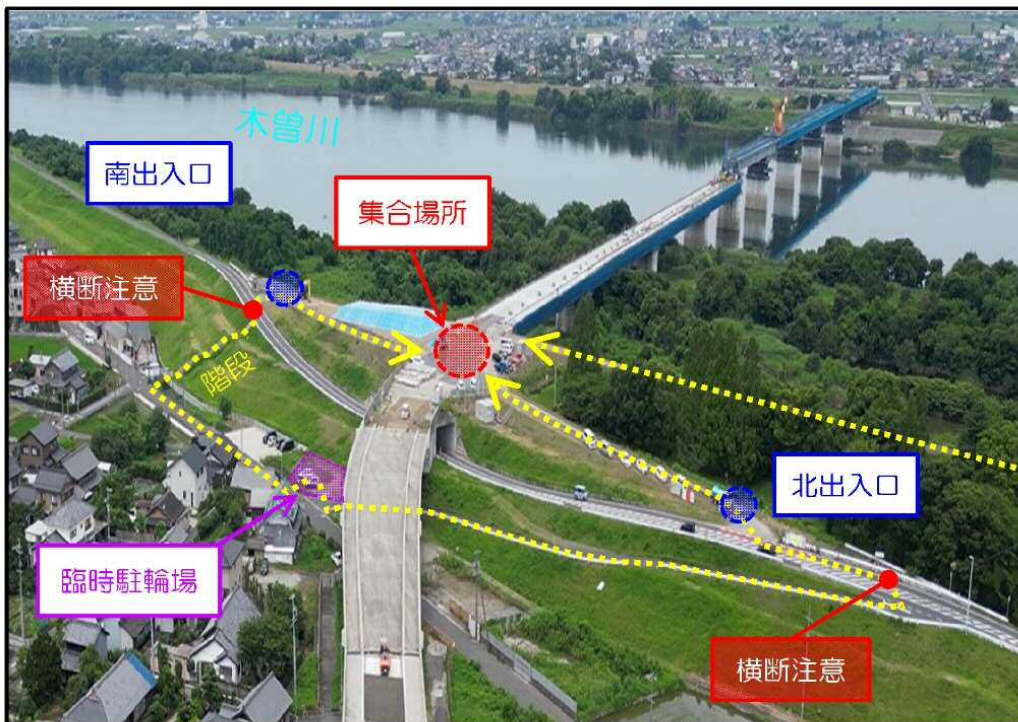 木曽川
南出入口
集合場所
横断注意
階段
北出入口
臨時駐輪場
横断注意